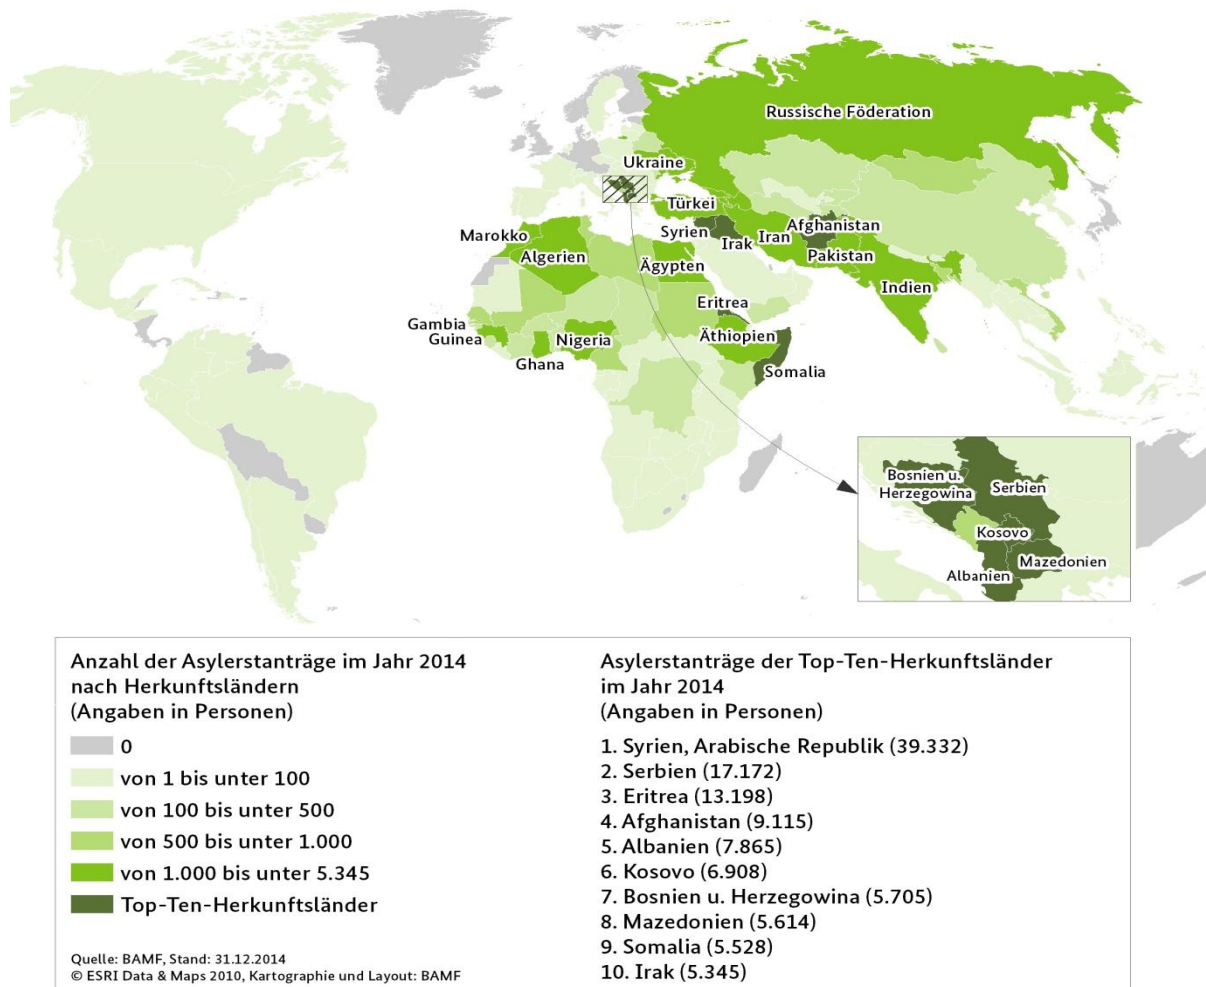 Russische Föderation
Ukraine
Türkei
Syrien
Irak
Iran
Afghanistan
Pakistan
Indien
Marokko
Algerien
Ägypten
Eritrea
Gambia
Guinea
Nigeria
Ghana
Äthiopien
Somalia
Bosnien u.
Herzegowina
Serbien
Kosovo
Mazedonien
Albanien
Anzahl der Asylerstanträge im Jahr 2014
nach Herkunftsländern
(Angaben in Personen)
0
von 1 bis unter 100
von 100 bis unter 500
von 500 bis unter 1.000
von 1.000 bis unter 5.345
Top-Ten-Herkunftsländer
Quelle: BAMF, Stand: 31.12.2014
© ESRI Data & Maps 2010, Kartographie und Layout: BAMF
Asylerstanträge der Top-Ten-Herkunftsländer
im Jahr 2014
(Angaben in Personen)
1. Syrien, Arabische Republik (39.332)
2. Serbien (17.172)
3. Eritrea (13.198)
4. Afghanistan (9.115)
5. Albanien (7.865)
6. Kosovo (6.908)
7. Bosnien u. Herzegowina (5.705)
8. Mazedonien (5.614)
9. Somalia (5.528)
10. Irak (5.345)